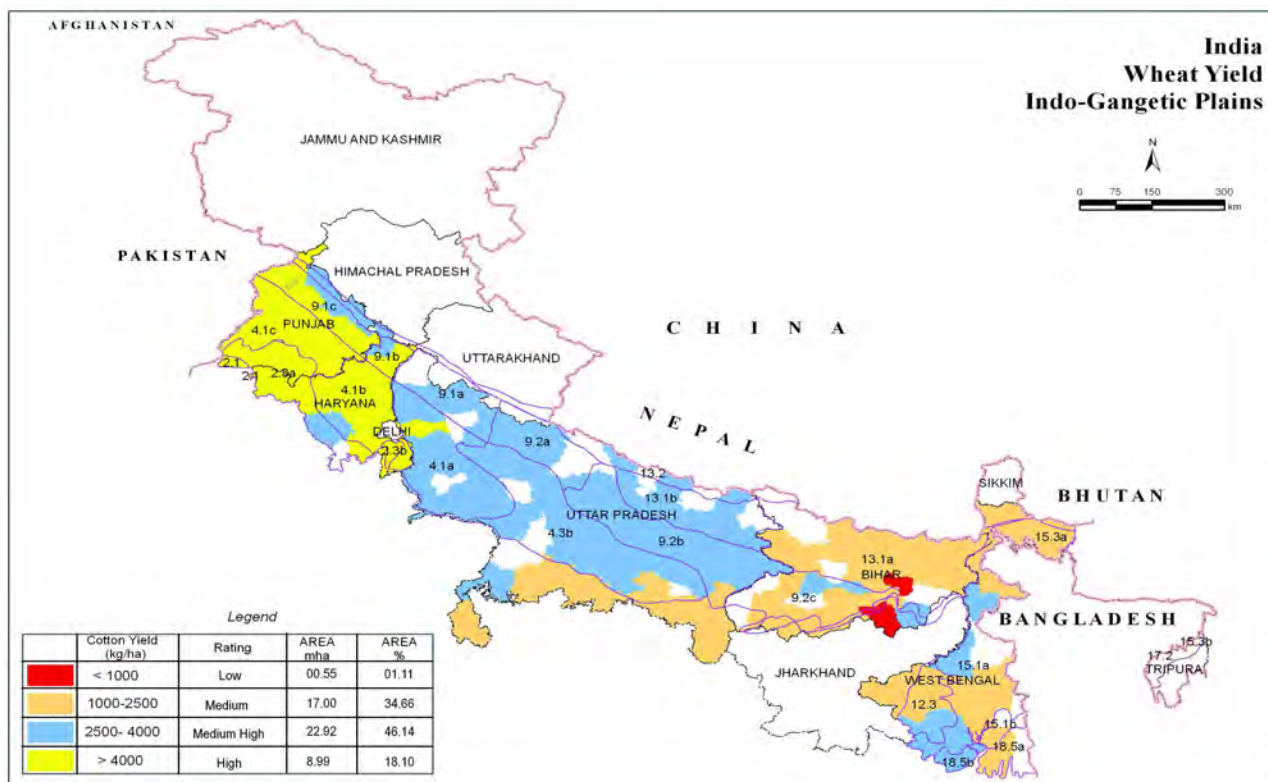 AFGHANISTAN
India
Wheat Yield
Indo-Gangetic Plains
N
0 75 150 300
km
JAMMU AND KASHMIR
PAKISTAN
HIMACHAL PRADESH
9.1c
PUNJAB
4.1c
CHINA
9.1b
UTTARAKHAND
2.1
2.3a
4.1b
HARYANA
9.1a
NEPAL
DELHI
9.2a
2.3b
4.1a
13.2
SIKKIM
BHUTAN
13.1b
UTTAR PRADESH
4.3b
9.2b
15.3a
13.1a
BIHAR
9.2c
BANGLADESH
15.3b
17.2
TRIPURA
15.1a
JHARKHAND
WEST BENGAL
12.3
15.1b
18.5a
18.5b
Legend
Cotton Yield (kg/ha) Rating AREA mha AREA %
< 1000 Low 00.55 01.11
1000-2500 Medium 17.00 34.66
2500- 4000 Medium High 22.92 46.14
> 4000 High 8.99 18.10